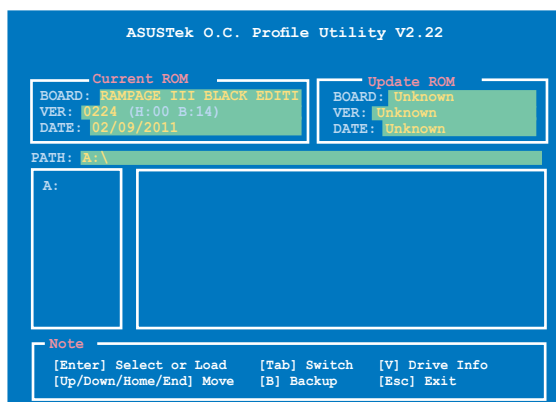 ASUSTek O.C. Profile Utility V2.22
Current ROM
BOARD: RAMPAGE III BLACK EDITI
VER: 0224 (H:00 B:14)
DATE: 02/09/2011
Update ROM
BOARD: Unknown
VER: Unknown
DATE: Unknown
PATH: A:\
A:
Note
[Enter] Select or Load [Tab] Switch [V] Drive Info
[Up/Down/Home/End] Move [B] Backup [Esc] Exit